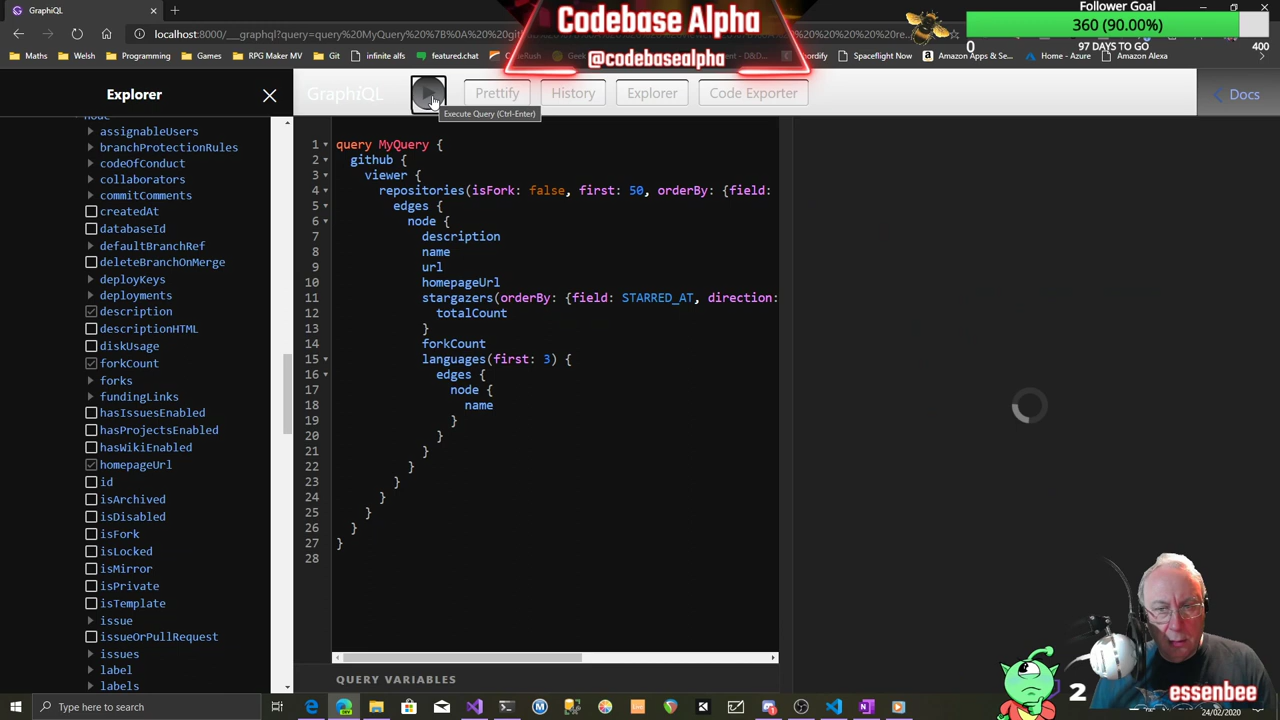 GraphiQL
Codebase Alpha
@codebasealpha
Follower Goal
360 (90.00%)
0
97 DAYS TO GO
400
localhost:8000/___graphql?query=query%20MyQuery%20%7B%0A%20%20git
Welsh
Programming
Games
RPG Maker MV
Git
infinite alfs
Spaceflight Now
Amazon Apps & Se...
Home - Azure
Amazon Alexa
Explorer
GraphiQL
Prettify
History
Explorer
Code Exporter
Docs
Execute Query (Ctrl-Enter)
assignableUsers
branchProtectionRules
codeOfConduct
collaborators
commitComments
createdAt
databaseId
defaultBranchRef
deleteBranchOnMerge
deployKeys
deployments
description
descriptionHTML
diskUsage
forkCount
forks
fundingLinks
hasIssuesEnabled
hasProjectsEnabled
hasWikiEnabled
homepageUrl
id
isArchived
isDisabled
isFork
isLocked
isMirror
isPrivate
isTemplate
issue
issueOrPullRequest
issues
label
labels
1 query MyQuery {
2 github {
3 viewer {
4 repositories(isFork: false, first: 50, orderBy: {field:
5 edges {
6 node {
7 description
8 name
9 url
10 homepageUrl
11 stargazers(orderBy: {field: STARRED_AT, direction:
12 totalCount
13 }
14 forkCount
15 languages(first: 3) {
16 edges {
17 node {
18 name
19 }
20 }
21 }
22 }
23 }
24 }
25 }
26 }
27 }
28
QUERY VARIABLES
2
essenbee
Type here to search
24/02/2020